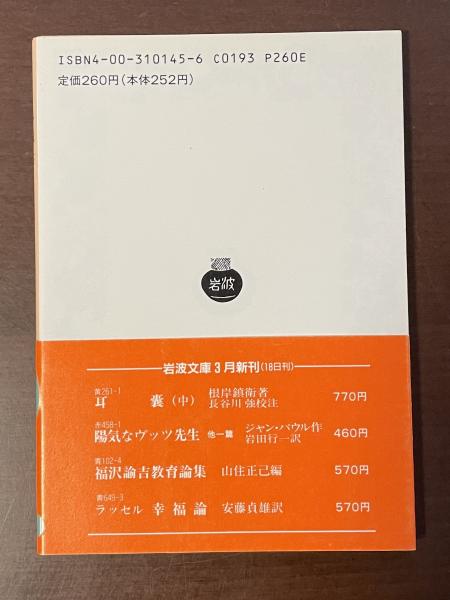 ISBN4-00-310145-6 C0193 P260E
定価260円(本体252円)
岩波
岩波文庫3月新刊(18日刊)
黄261-1
耳嚢(中) 根岸鎮衛著 長谷川 強校注 770円
赤458-1
陽気なヴッツ先生 他一篇 ジャン・パウル作 岩田行一訳 460円
青102-4
福沢諭吉教育論集 山住正己編 570円
青649-3
ラッセル 幸福論 安藤貞雄訳 570円